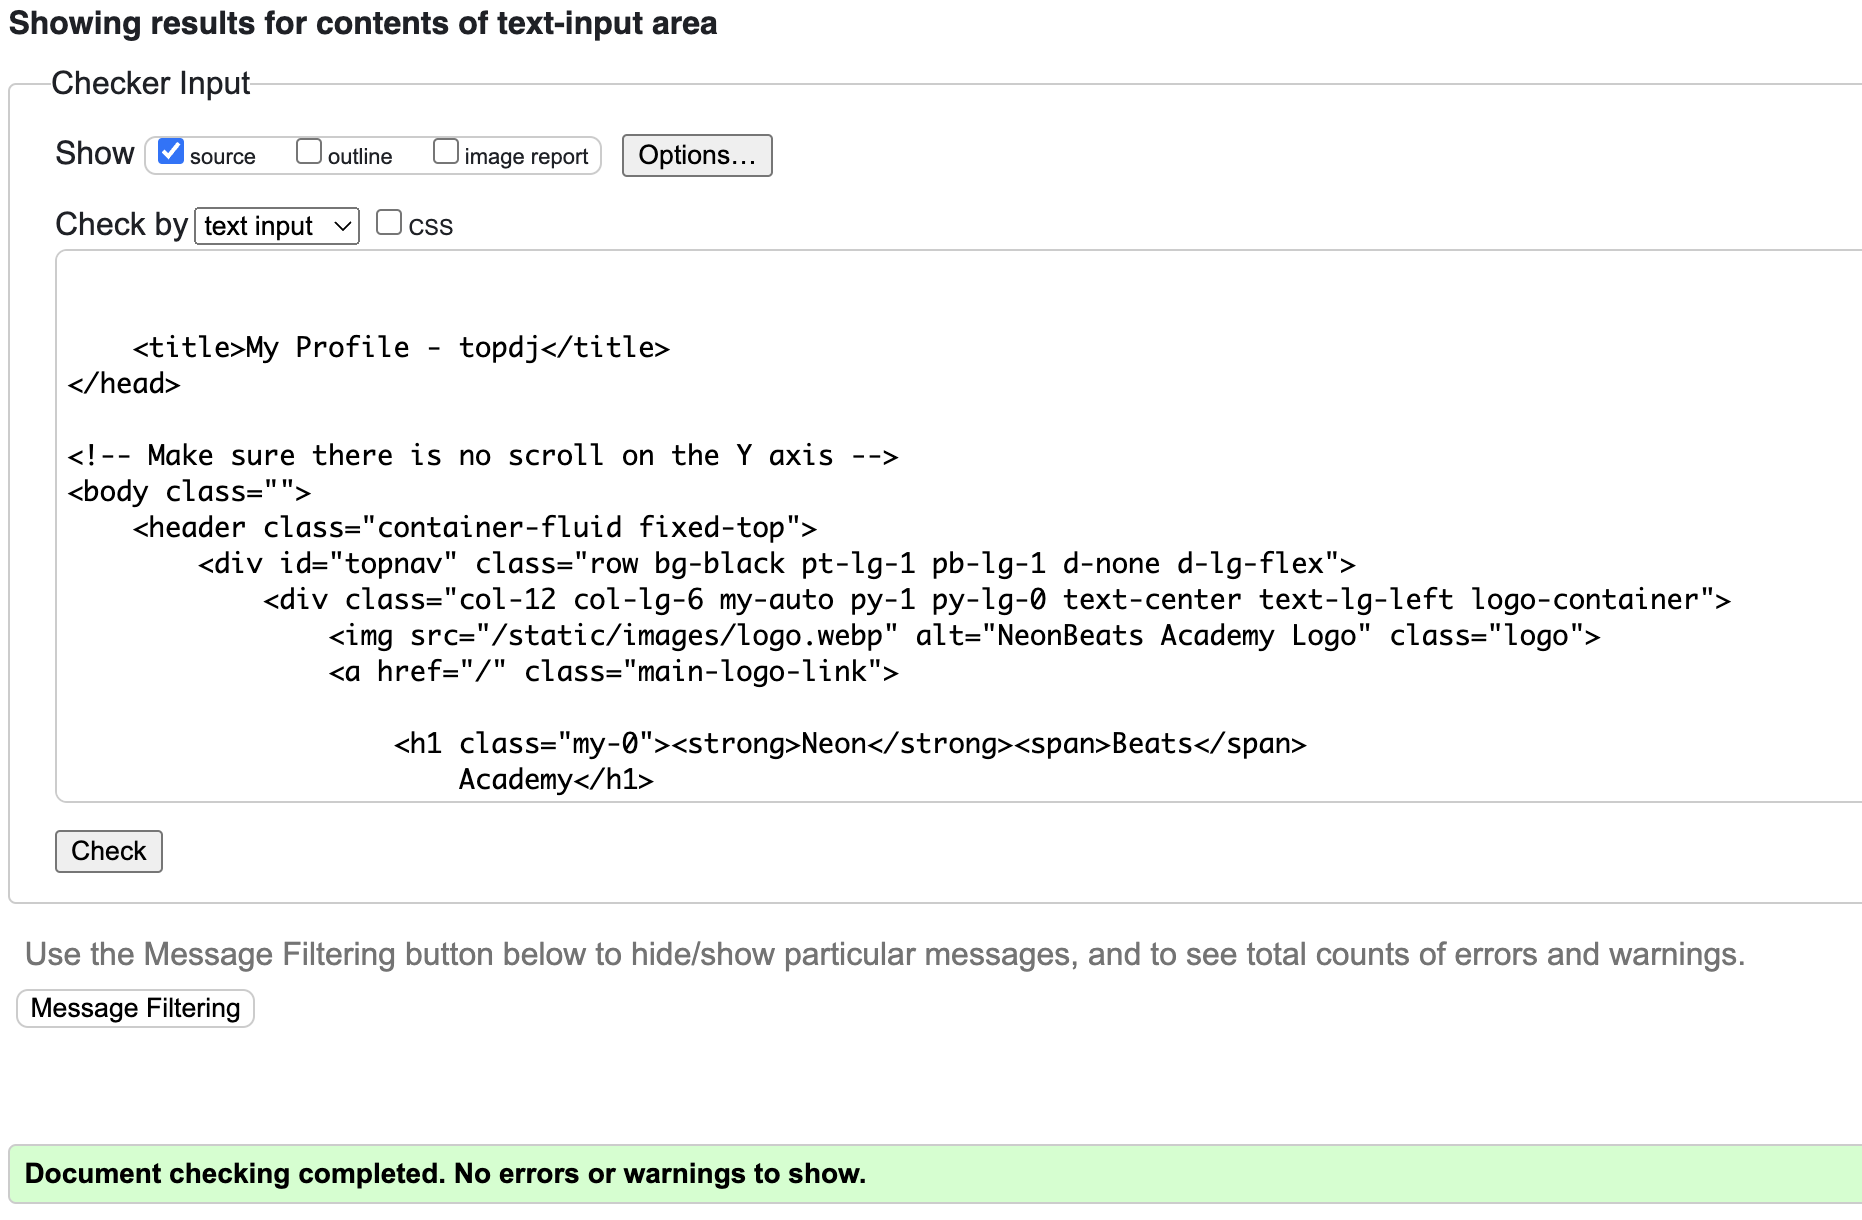 Showing results for contents of text-input area
Checker Input
Show source outline image report Options…
Check by text input CSS
<title>My Profile - topdj</title>
</head>
<!-- Make sure there is no scroll on the Y axis -->
<body class="">
<header class="container-fluid fixed-top">
<div id="topnav" class="row bg-black pt-lg-1 pb-lg-1 d-none d-lg-flex">
<div class="col-12 col-lg-6 my-auto py-1 py-lg-0 text-center text-lg-left logo-container">
<img src="/static/images/logo.webp" alt="NeonBeats Academy Logo" class="logo">
<a href="/" class="main-logo-link">
<h1 class="my-0"><strong>Neon</strong><span>Beats</span>
Academy</h1>
Check
Use the Message Filtering button below to hide/show particular messages, and to see total counts of errors and warnings.
Message Filtering
Document checking completed. No errors or warnings to show.